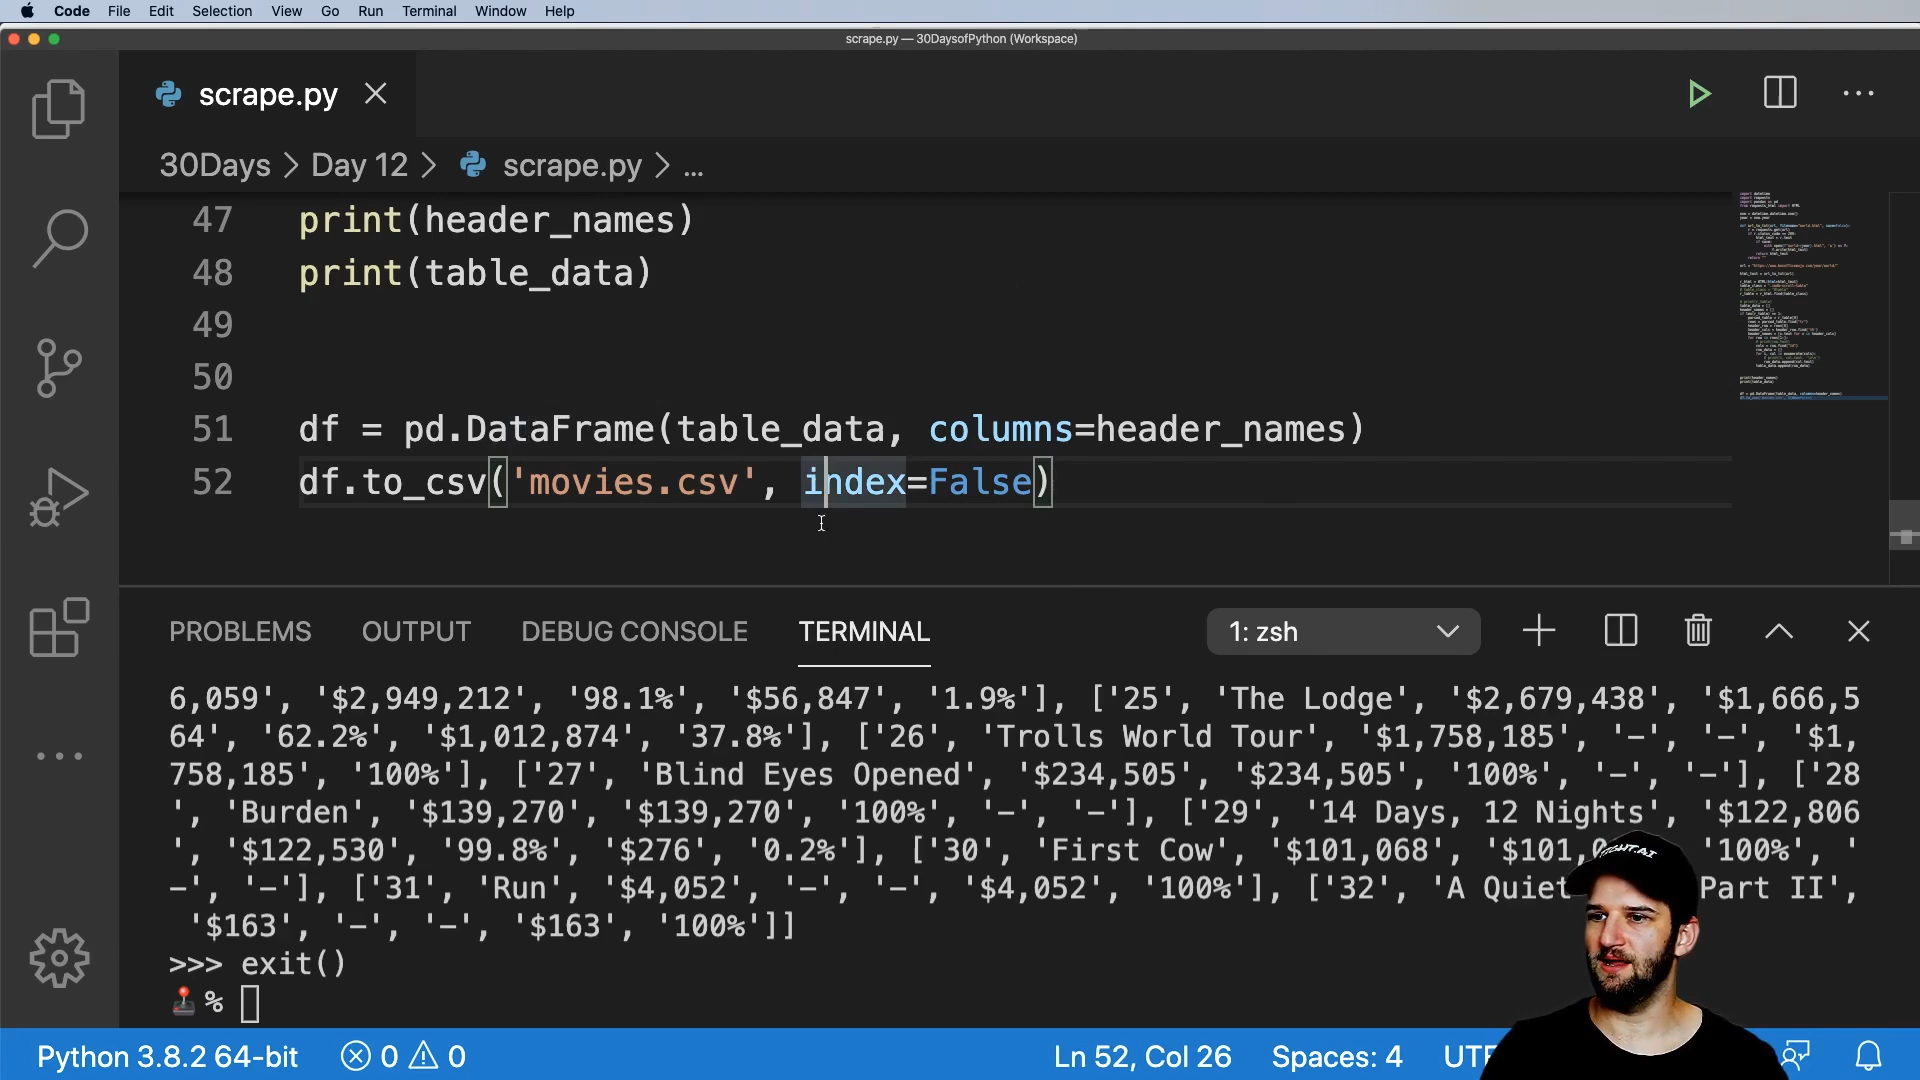 Code File Edit Selection View Go Run Terminal Window Help
scrape.py — 30DaysofPython (Workspace)
scrape.py
30Days > Day 12 > scrape.py > ...
47 print(header_names)
48 print(table_data)
49
50
51 df = pd.DataFrame(table_data, columns=header_names)
52 df.to_csv('movies.csv', index=False)
PROBLEMS OUTPUT DEBUG CONSOLE TERMINAL 1: zsh
6,059', '$2,949,212', '98.1%', '$56,847', '1.9%'], ['25', 'The Lodge', '$2,679,438', '$1,666,5
64', '62.2%', '$1,012,874', '37.8%'], ['26', 'Trolls World Tour', '$1,758,185', '-', '-', '$1,
758,185', '100%'], ['27', 'Blind Eyes Opened', '$234,505', '$234,505', '100%', '-', '-'], ['28
', 'Burden', '$139,270', '$139,270', '100%', '-', '-'], ['29', '14 Days, 12 Nights', '$122,806
', '$122,530', '99.8%', '$276', '0.2%'], ['30', 'First Cow', '$101,068', '$101,0 '100%', '
-', '-'], ['31', 'Run', '$4,052', '-', '-', '$4,052', '100%'], ['32', 'A Quiet Part II',
'$163', '-', '-', '$163', '100%']]
>>> exit()
%
Python 3.8.2 64-bit 0 0 Ln 52, Col 26 Spaces: 4